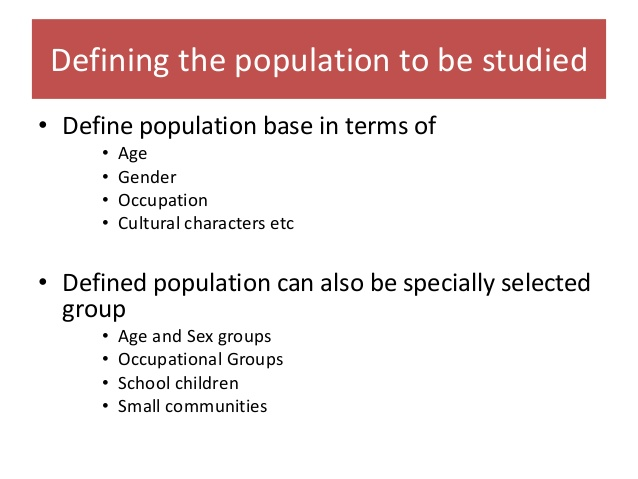 Defining the population to be studied
• Define population base in terms of
• Age
• Gender
• Occupation
• Cultural characters etc
• Defined population can also be specially selected
group
• Age and Sex groups
• Occupational Groups
• School children
• Small communities